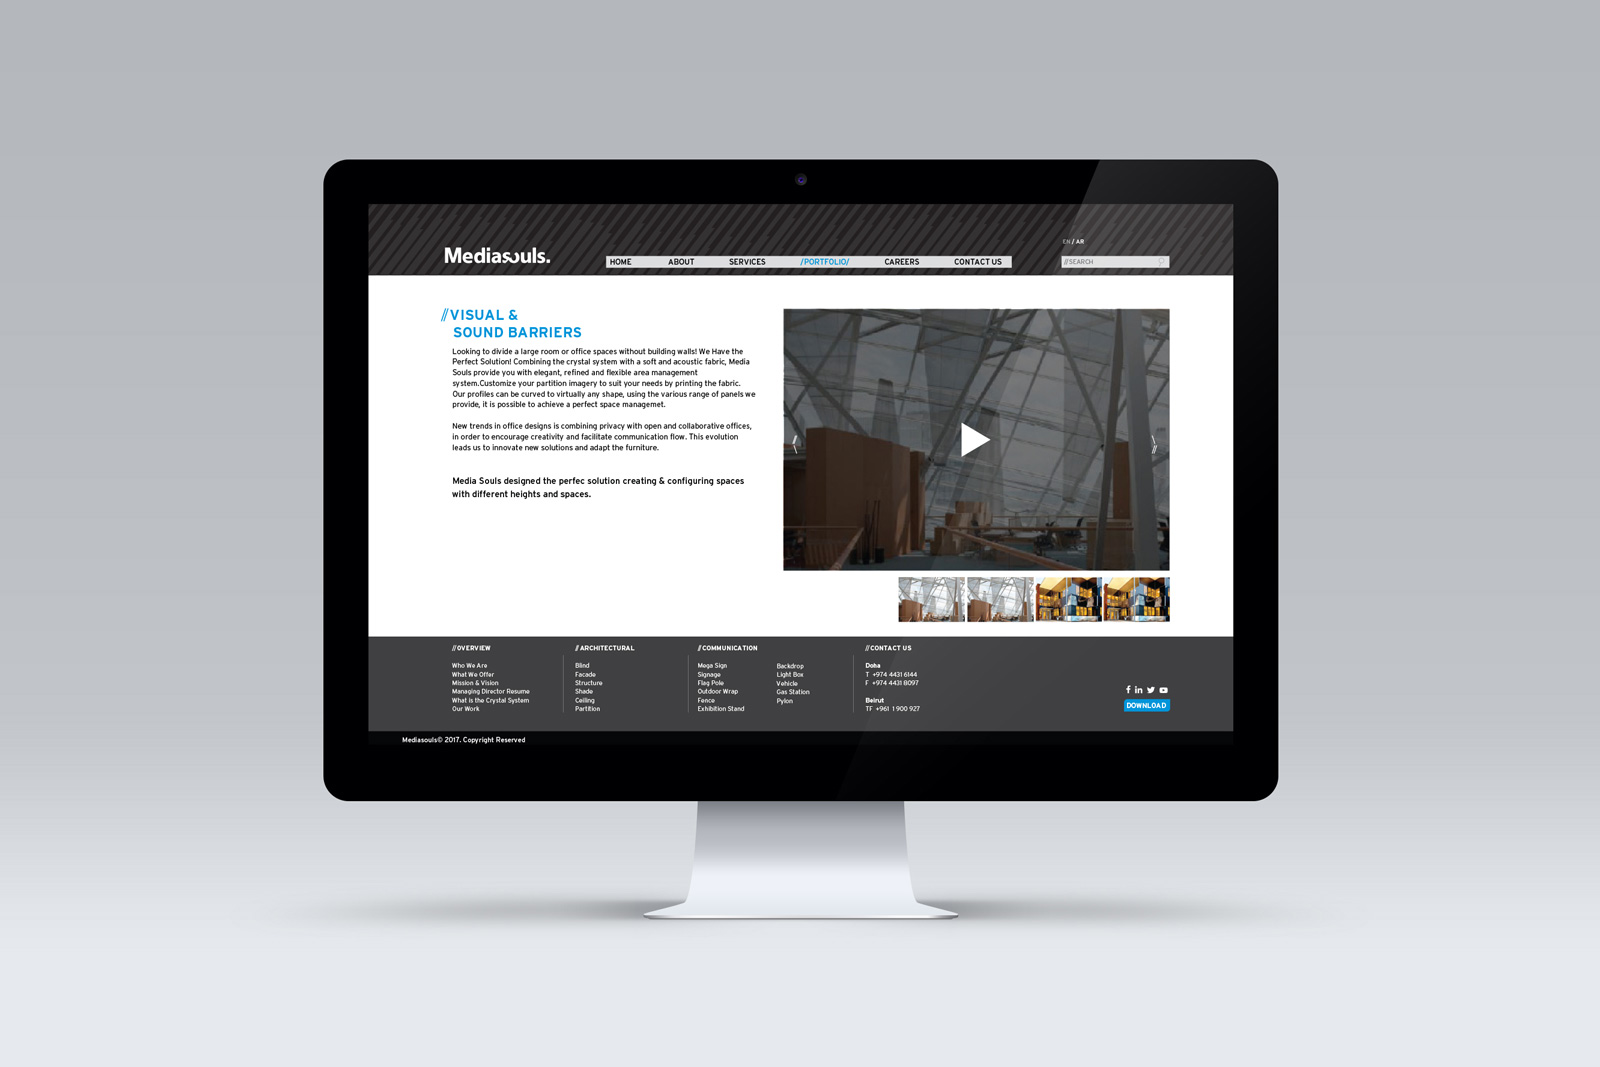 Mediasouls.
EN / AR
HOME ABOUT SERVICES /PORTFOLIO/ CAREERS CONTACT US
//SEARCH
//VISUAL &
SOUND BARRIERS
Looking to divide a large room or office spaces without building walls! We Have the
Perfect Solution! Combining the crystal system with a soft and acoustic fabric, Media
Souls provide you with elegant, refined and flexible area management
system.Customize your partition imagery to suit your needs by printing the fabric.
Our profiles can be curved to virtually any shape, using the various range of panels we
provide, it is possible to achieve a perfect space managemet.
New trends in office designs is combining privacy with open and collaborative offices,
in order to encourage creativity and facilitate communication flow. This evolution
leads us to innovate new solutions and adapt the furniture.
Media Souls designed the perfec solution creating & configuring spaces
with different heights and spaces.
//OVERVIEW
Who We Are
What We Offer
Mission & Vision
Managing Director Resume
What is the Crystal System
Our Work
//ARCHITECTURAL
Blind
Facade
Structure
Shade
Ceiling
Partition
//COMMUNICATION
Mega Sign
Signage
Flag Pole
Outdoor Wrap
Fence
Exhibition Stand
Backdrop
Light Box
Vehicle
Gas Station
Pylon
//CONTACT US
Doha
T +974 4431 6144
F +974 4431 8097
Beirut
TF +961 1 900 927
DOWNLOAD
Mediasouls© 2017. Copyright Reserved